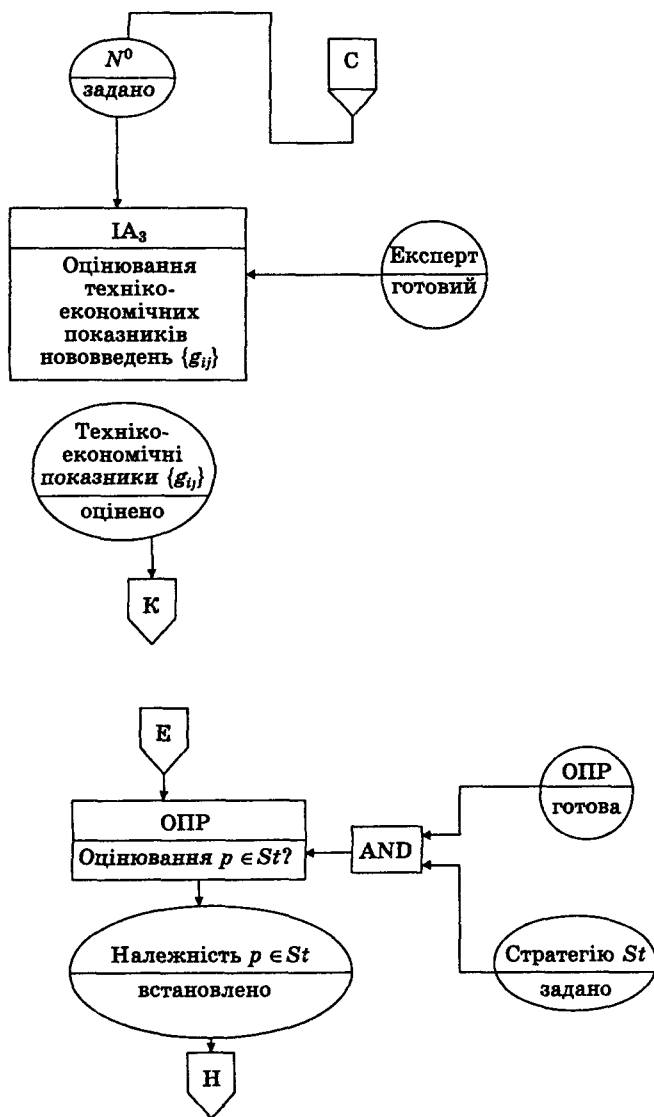 N⁰
задано
С
ІА₃
Оцінювання
техніко-
економічних
показників
нововведень {gᵢⱼ}
Експерт
готовий
Техніко-
економічні
показники {gᵢⱼ}
оцінено
К
Е
ОПР
Оцінювання p ∈ St?
AND
ОПР
готова
Належність p ∈ St
встановлено
Стратегію St
задано
Н